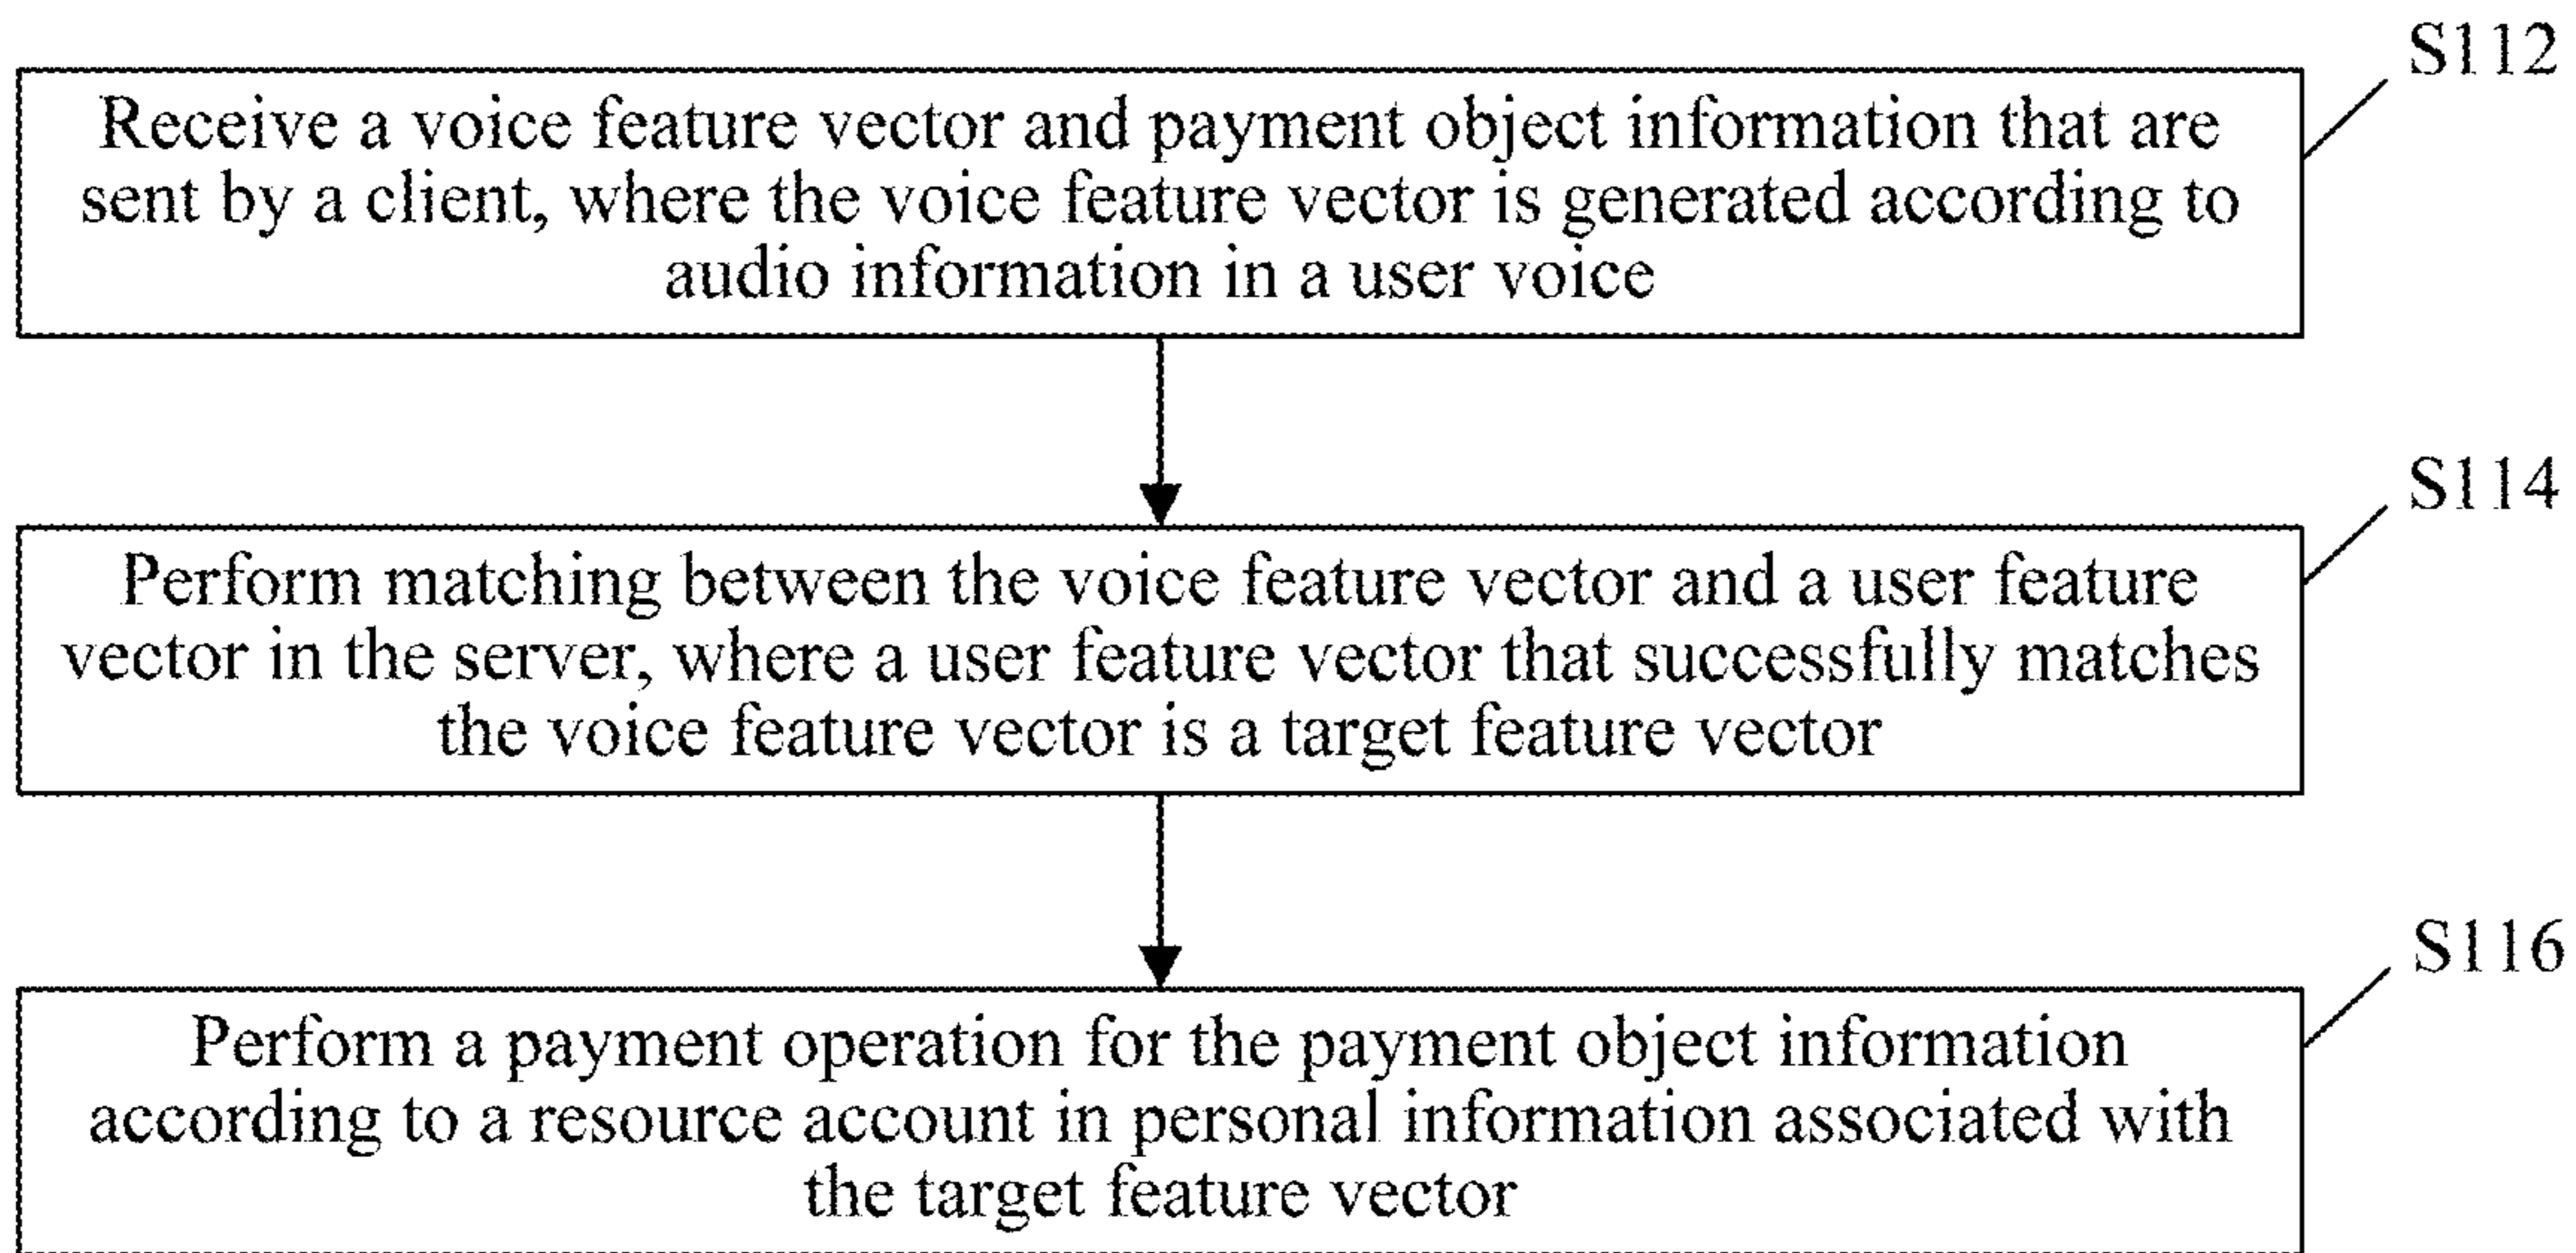 S112
Receive a voice feature vector and payment object information that are
sent by a client, where the voice feature vector is generated according to
audio information in a user voice
S114
Perform matching between the voice feature vector and a user feature
vector in the server, where a user feature vector that successfully matches
the voice feature vector is a target feature vector
S116
Perform a payment operation for the payment object information
according to a resource account in personal information associated with
the target feature vector